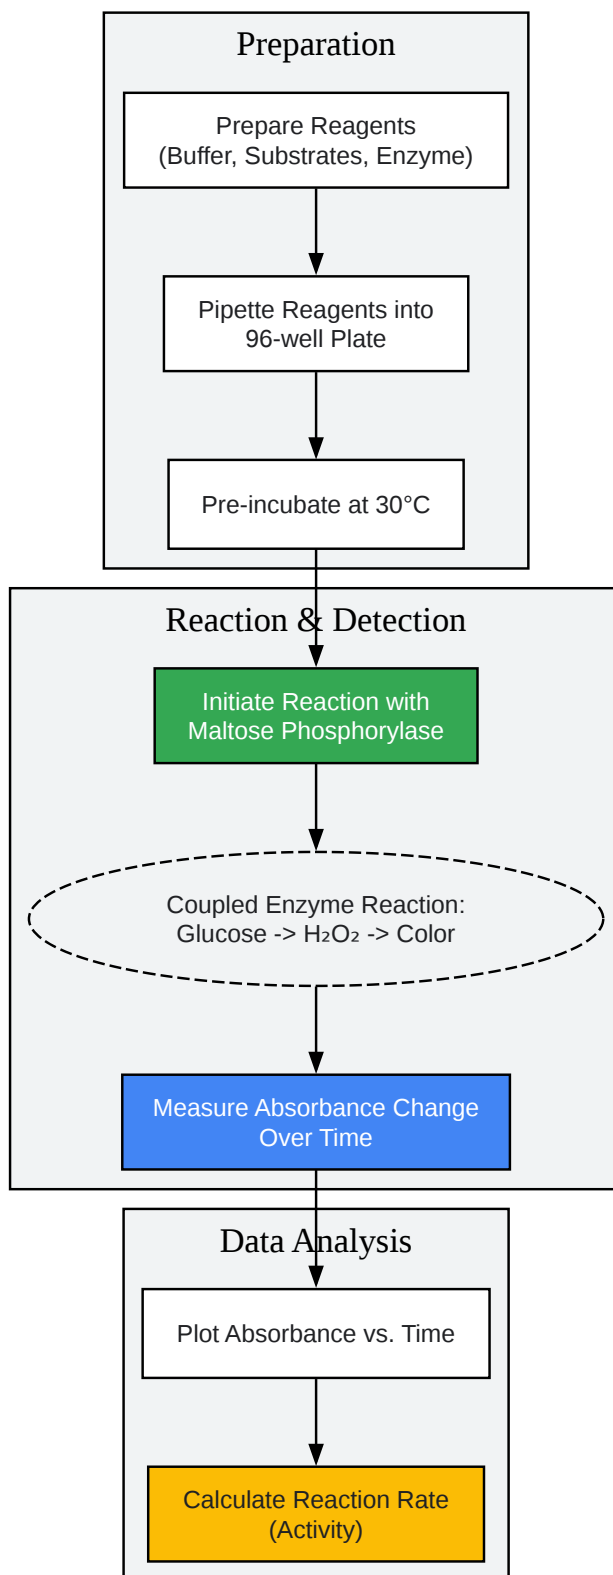 Preparation
Prepare Reagents
(Buffer, Substrates, Enzyme)
Pipette Reagents into
96-well Plate
Pre-incubate at 30°C
Reaction & Detection
Initiate Reaction with
Maltose Phosphorylase
Coupled Enzyme Reaction:
Glucose -> H₂O₂ -> Color
Measure Absorbance Change
Over Time
Data Analysis
Plot Absorbance vs. Time
Calculate Reaction Rate
(Activity)